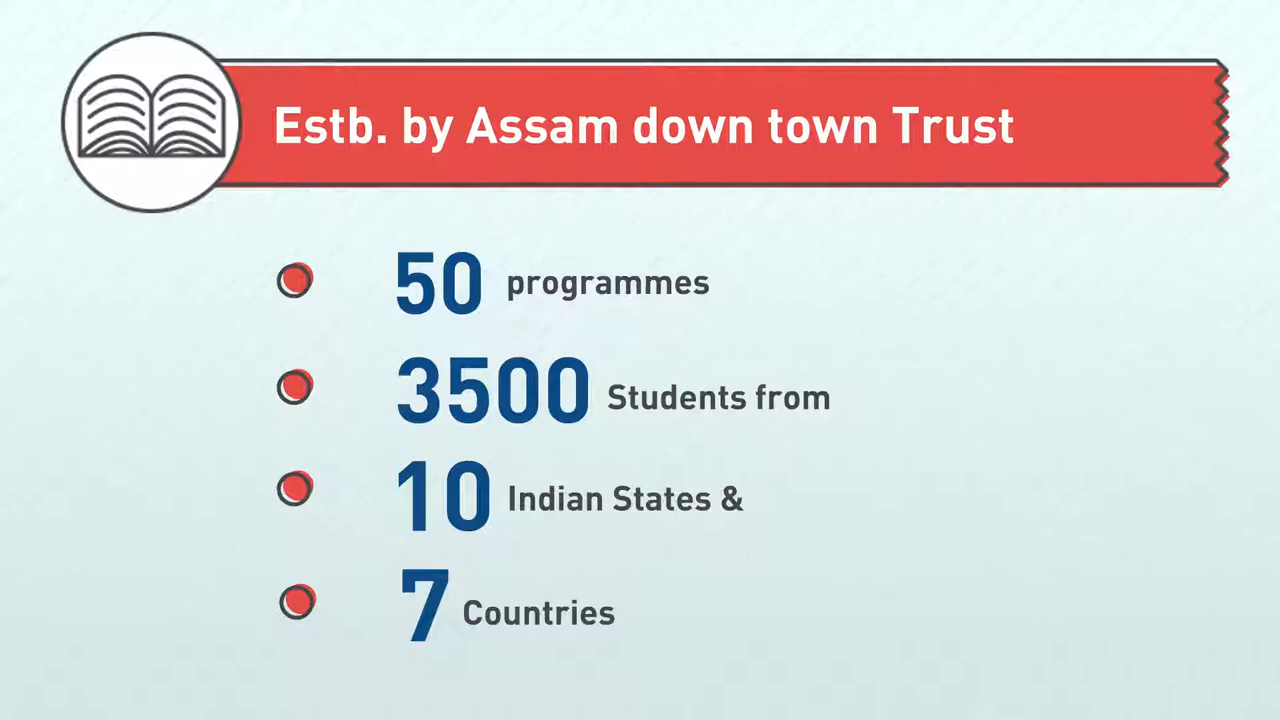 Estb. by Assam down town Trust
50 programmes
3500 Students from
10 Indian States &
7 Countries